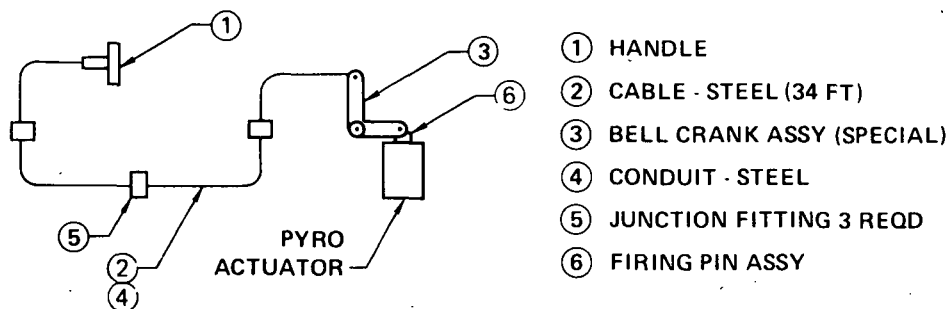 ①
③
⑥
⑤
②
④
PYRO
ACTUATOR
① HANDLE
② CABLE - STEEL (34 FT)
③ BELL CRANK ASSY (SPECIAL)
④ CONDUIT - STEEL
⑤ JUNCTION FITTING 3 REQD
⑥ FIRING PIN ASSY